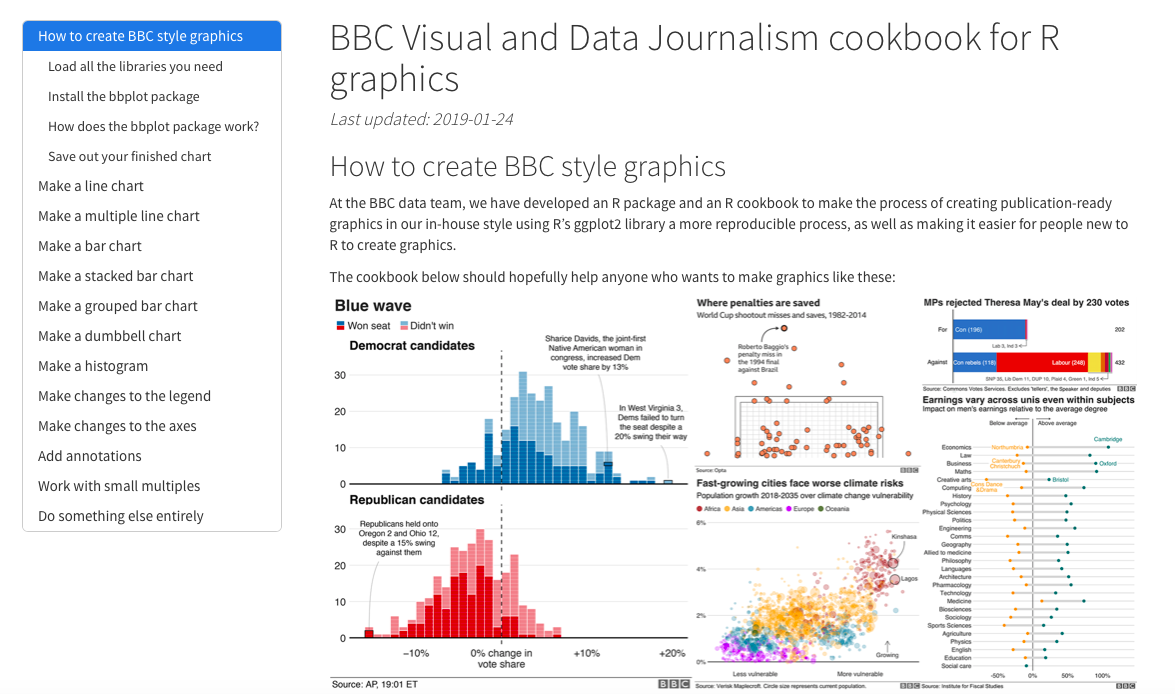 How to create BBC style graphics
Load all the libraries you need
Install the bbplot package
How does the bbplot package work?
Save out your finished chart
Make a line chart
Make a multiple line chart
Make a bar chart
Make a stacked bar chart
Make a grouped bar chart
Make a dumbbell chart
Make a histogram
Make changes to the legend
Make changes to the axes
Add annotations
Work with small multiples
Do something else entirely
BBC Visual and Data Journalism cookbook for R
graphics
Last updated: 2019-01-24
How to create BBC style graphics
At the BBC data team, we have developed an R package and an R cookbook to make the process of creating publication-ready
graphics in our in-house style using R's ggplot2 library a more reproducible process, as well as making it easier for people new to
R to create graphics.
The cookbook below should hopefully help anyone who wants to make graphics like these:
Blue wave
Won seat Didn't win
Democrat candidates
Sharice Davids, the joint-first
Native American woman in
congress, increased Dem
vote share by 13%
In West Virginia 3,
Dems failed to turn
the seat despite a
20% swing their way
30
20
10
0
Republican candidates
Republicans held onto
Oregon 2 and Ohio 12,
despite a 15% swing
against them
30
20
10
0
−10%
0% change in
vote share
+10%
+20%
Source: AP, 19:01 ET
BBC
Where penalties are saved
World Cup shootout misses and saves, 1982-2014
Roberto Baggio's
penalty miss in
the 1994 final
against Brazil
Source: Opta
BBC
Fast-growing cities face worse climate risks
Population growth 2018-2035 over climate change vulnerability
Africa Asia Americas Europe Oceania
6%
4%
2%
0%
Kinshasa
Lagos
Growing
Less vulnerable
More vulnerable
Source: Verisk Maplecroft. Circle size represents current population.
BBC
MPs rejected Theresa May's deal by 230 votes
For
Con (196)
202
Lab 3, Ind 3
Against
Con rebels (118)
Labour (248)
432
SNP 35, Lib Dem 11, DUP 10, Plaid 4, Green 1, Ind 5
Source: Commons Votes Services. Excludes 'tellers', the Speaker and deputies
BBC
Earnings vary across unis even within subjects
Impact on men's earnings relative to the average degree
Below average
Above average
Cambridge
Economics
Northumbria
Law
Business
Canterbury
Christchurch
Oxford
Maths
Creative arts
Bristol
Computing
Cons Dance
&Drama
History
Psychology
Physical Sciences
Politics
Engineering
Comms
Geography
Allied to medicine
Philosophy
Languages
Architecture
Pharmacology
Technology
Medicine
Biosciences
Sociology
Sports Sciences
Agriculture
Physics
English
Education
Social care
-50%
0%
50%
100%
Source: Institute for Fiscal Studies
BBC